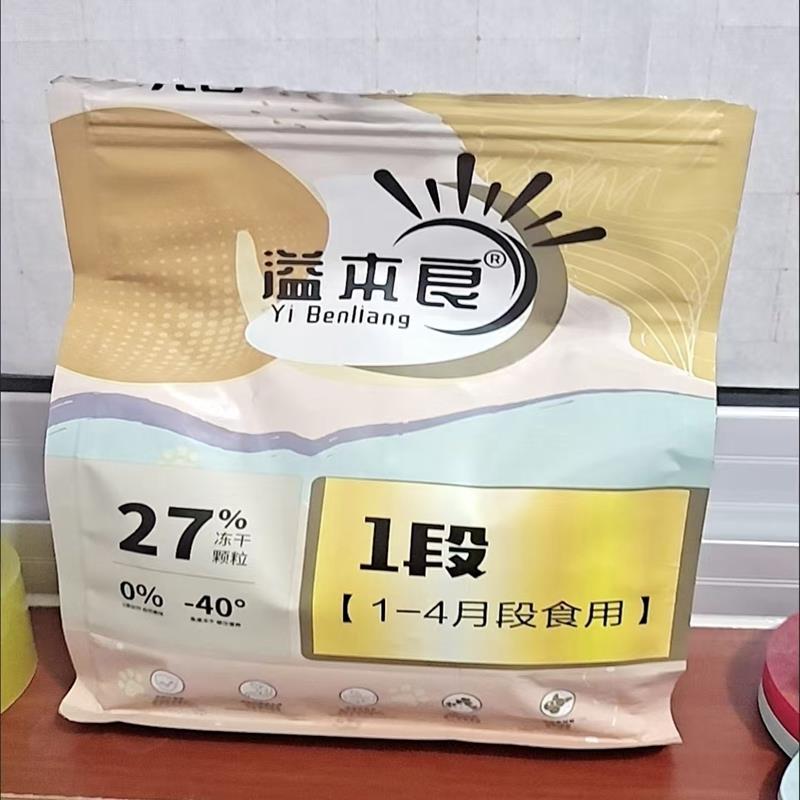 溢本良®
Yi Benliang
27%
冻干
颗粒
0%
-40°
1段
【1-4月段食用】